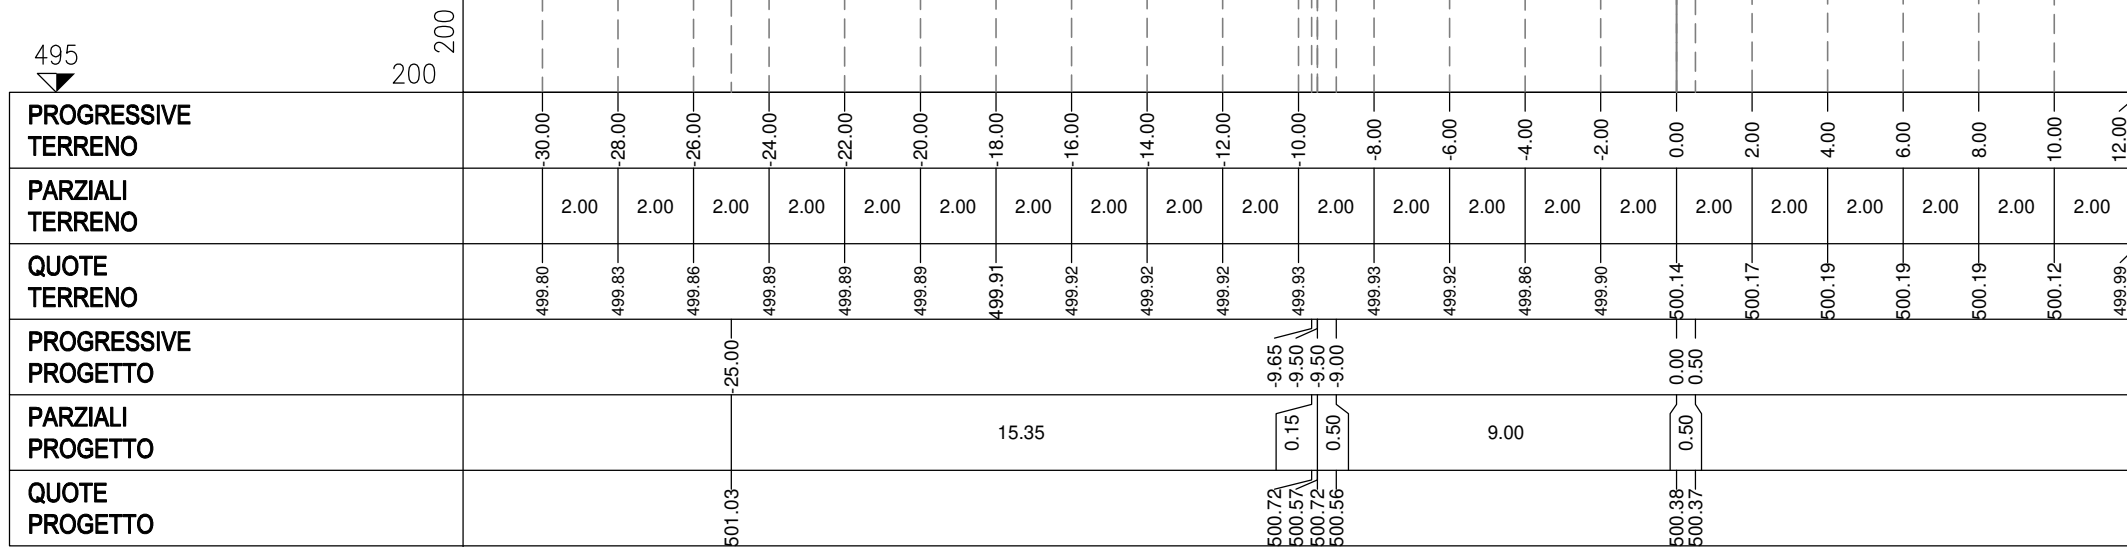 495
200
200
PROGRESSIVE
TERRENO
-30.00 -28.00 -26.00 -24.00 -22.00 -20.00 -18.00 -16.00 -14.00 -12.00 -10.00 -8.00 -6.00 -4.00 -2.00 0.00 2.00 4.00 6.00 8.00 10.00 12.00
PARZIALI
TERRENO
2.00 2.00 2.00 2.00 2.00 2.00 2.00 2.00 2.00 2.00 2.00 2.00 2.00 2.00 2.00 2.00 2.00 2.00 2.00 2.00 2.00
QUOTE
TERRENO
499.80 499.83 499.86 499.89 499.89 499.89 499.91 499.92 499.92 499.92 499.93 499.93 499.92 499.86 499.90 500.14 500.17 500.19 500.19 500.19 500.12 499.99
PROGRESSIVE
PROGETTO
-25.00 -9.65 -9.50 -9.50 -9.00 0.00 0.50
PARZIALI
PROGETTO
15.35 0.15 0.50 9.00 0.50
QUOTE
PROGETTO
501.03 500.72 500.57 500.72 500.56 500.38 500.37